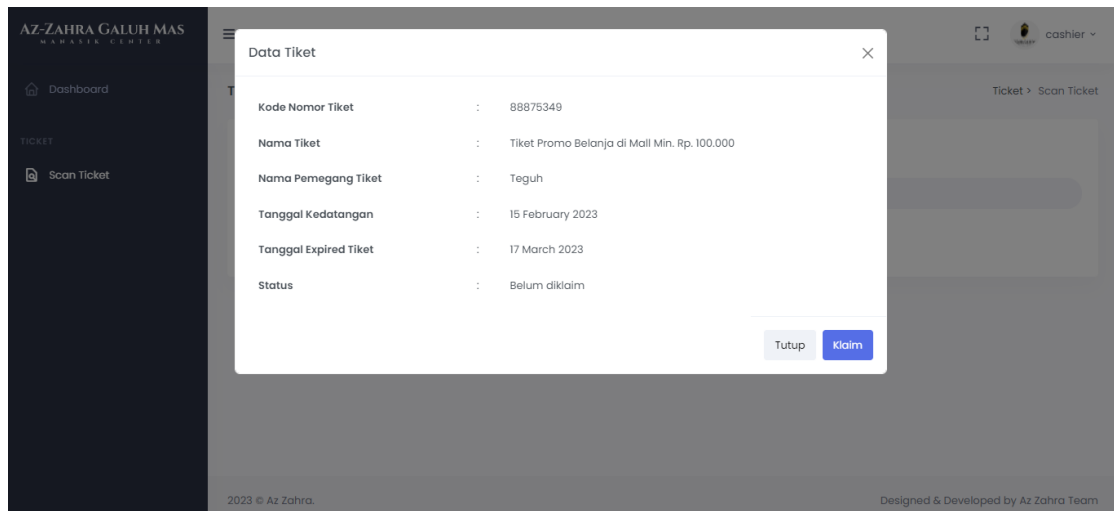 AZ-ZAHRA GALUH MAS
MANASIK CENTER
cashier
Data Tiket
Dashboard
Ticket > Scan Ticket
TICKET
Scan Ticket
Kode Nomor Tiket : 88875349
Nama Tiket : Tiket Promo Belanja di Mall Min. Rp. 100.000
Nama Pemegang Tiket : Teguh
Tanggal Kedatangan : 15 February 2023
Tanggal Expired Tiket : 17 March 2023
Status : Belum diklaim
Tutup Klaim
2023 © Az Zahra. Designed & Developed by Az Zahra Team